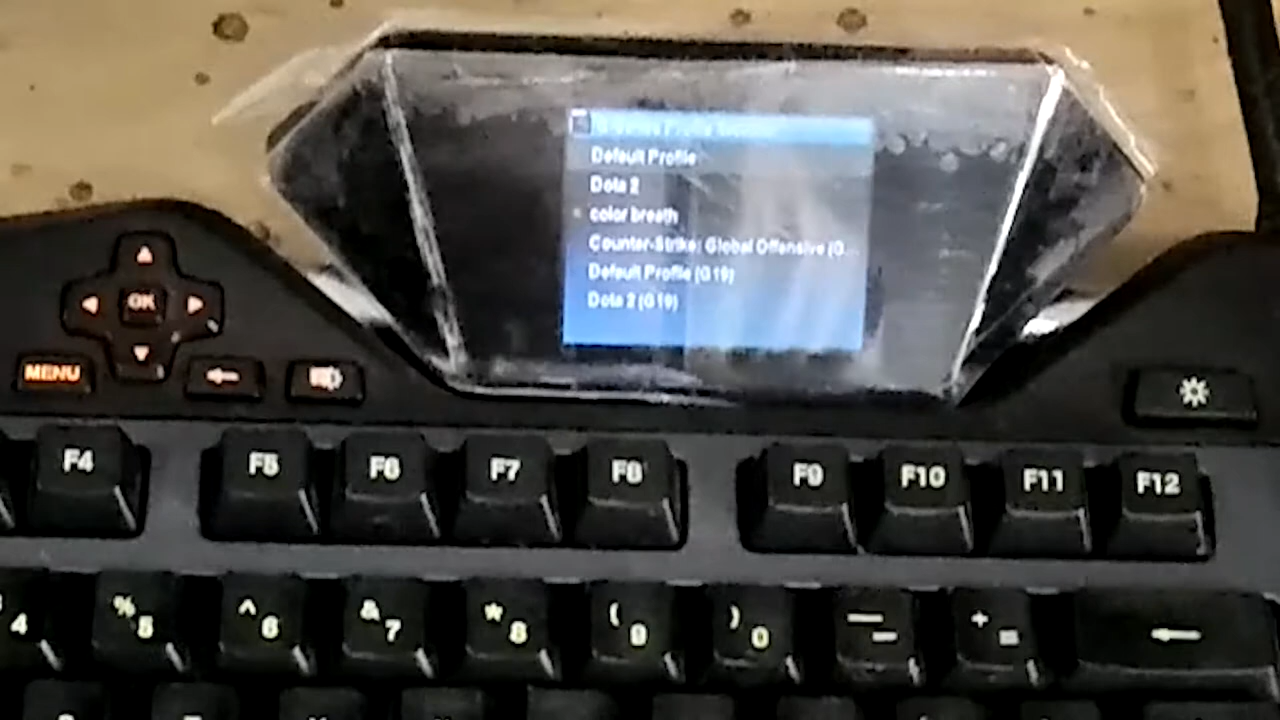 Default Profile
Dota 2
color breath
Counter-Strike: Global Offensive (G...
Default Profile (G19)
Dota 2 (G19)
OK
MENU
F4 F5 F6 F7 F8 F9 F10 F11 F12
4 % 5 ^ 6 & 7 * 8 ( 9 ) 0 — - + =